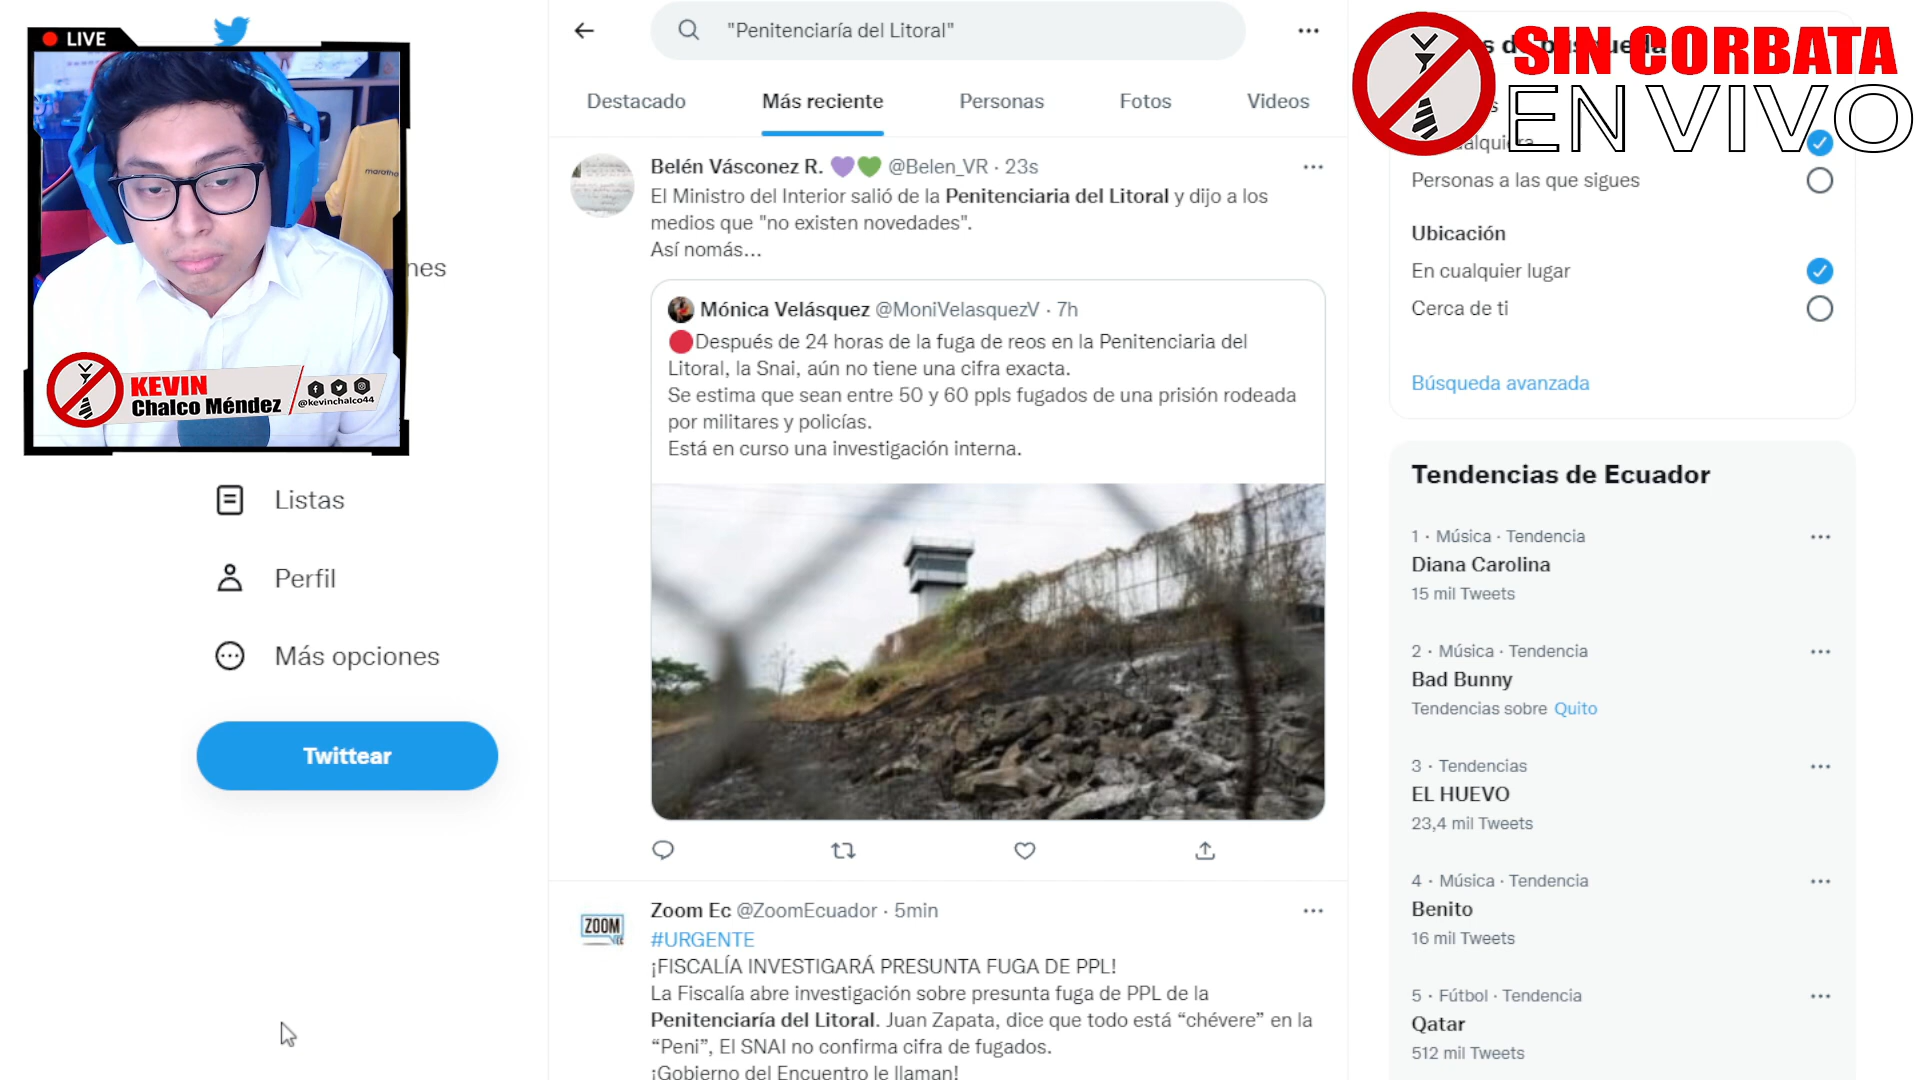 LIVE
marathon
KEVIN
Chalco Méndez
@kevinchalco44
nes
Listas
Perfil
Más opciones
Twittear
"Penitenciaría del Litoral"
Destacado
Más reciente
Personas
Fotos
Videos
Belén Vásconez R. 💜💚 @Belen_VR · 23s
El Ministro del Interior salió de la Penitenciaria del Litoral y dijo a los
medios que "no existen novedades".
Así nomás...
Mónica Velásquez @MoniVelasquezV · 7h
🔴Después de 24 horas de la fuga de reos en la Penitenciaria del
Litoral, la Snai, aún no tiene una cifra exacta.
Se estima que sean entre 50 y 60 ppls fugados de una prisión rodeada
por militares y policías.
Está en curso una investigación interna.
ZOOM
Zoom Ec @ZoomEcuador · 5min
#URGENTE
¡FISCALÍA INVESTIGARÁ PRESUNTA FUGA DE PPL!
La Fiscalía abre investigación sobre presunta fuga de PPL de la
Penitenciaría del Litoral. Juan Zapata, dice que todo está “chévere” en la
“Peni”, El SNAI no confirma cifra de fugados.
¡Gobierno del Encuentro le llaman!
SIN CORBATA
EN VIVO
Personas a las que sigues
Ubicación
En cualquier lugar
Cerca de ti
Búsqueda avanzada
Tendencias de Ecuador
1 · Música · Tendencia
Diana Carolina
15 mil Tweets
2 · Música · Tendencia
Bad Bunny
Tendencias sobre Quito
3 · Tendencias
EL HUEVO
23,4 mil Tweets
4 · Música · Tendencia
Benito
16 mil Tweets
5 · Fútbol · Tendencia
Qatar
512 mil Tweets